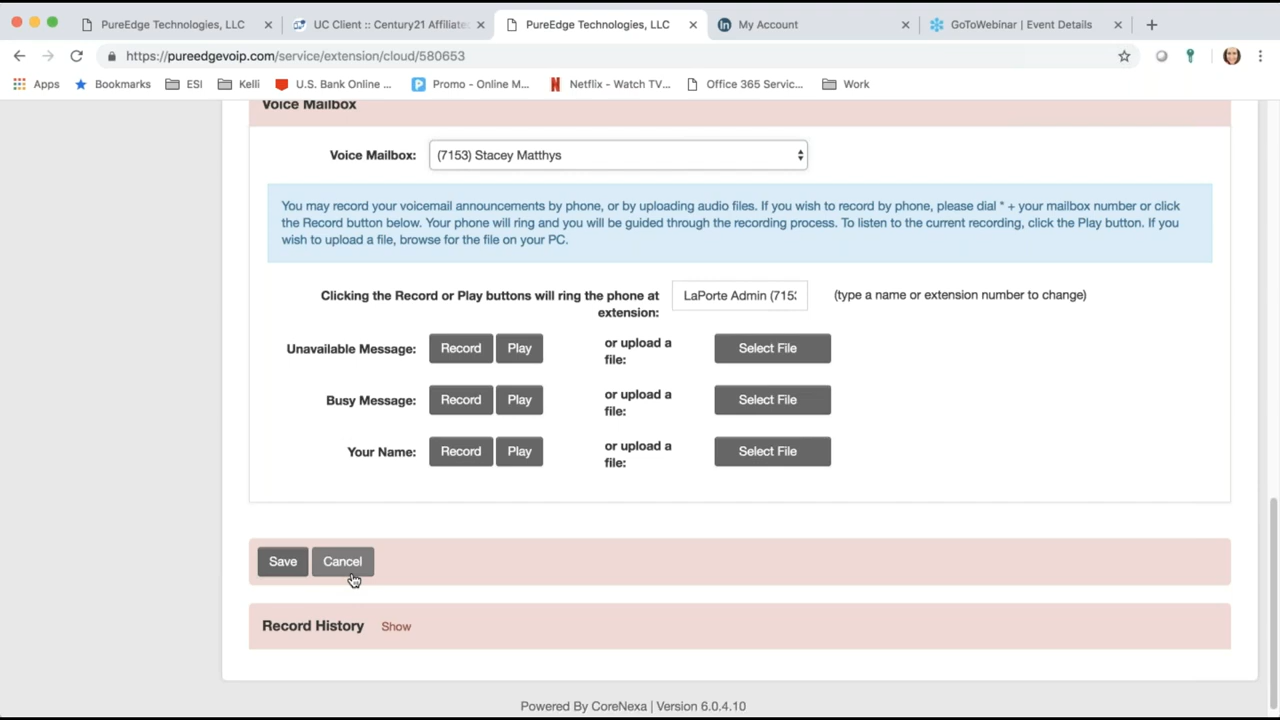 PureEdge Technologies, LLC
UC Client :: Century21 Affiliate
PureEdge Technologies, LLC
My Account
GoToWebinar | Event Details
https://pureedgevoip.com/service/extension/cloud/580653
Apps
Bookmarks
ESI
Kelli
U.S. Bank Online ...
Promo - Online M...
Netflix - Watch TV...
Office 365 Servic...
Work
Voice Mailbox
Voice Mailbox: (7153) Stacey Matthys
You may record your voicemail announcements by phone, or by uploading audio files. If you wish to record by phone, please dial * + your mailbox number or click
the Record button below. Your phone will ring and you will be guided through the recording process. To listen to the current recording, click the Play button. If you
wish to upload a file, browse for the file on your PC.
Clicking the Record or Play buttons will ring the phone at
extension:
LaPorte Admin (715:
(type a name or extension number to change)
Unavailable Message: Record Play
or upload a
file:
Select File
Busy Message: Record Play
or upload a
file:
Select File
Your Name: Record Play
or upload a
file:
Select File
Save Cancel
Record History Show
Powered By CoreNexa | Version 6.0.4.10